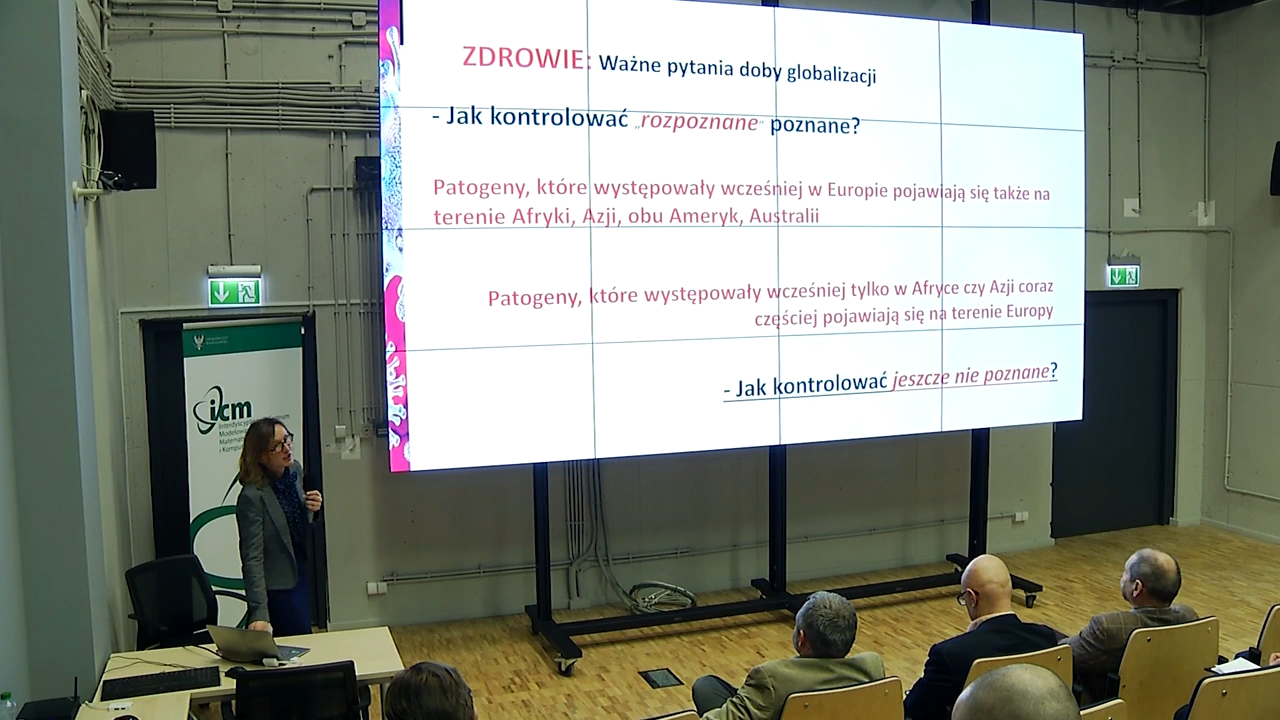 ZDROWIE: Ważne pytania doby globalizacji
- Jak kontrolować „rozpoznane" poznane?
Patogeny, które występowały wcześniej w Europie pojawiają się także na
terenie Afryki, Azji, obu Ameryk, Australii
Patogeny, które występowały wcześniej tylko w Afryce czy Azji coraz
częściej pojawiają się na terenie Europy
- Jak kontrolować jeszcze nie poznane?
icm